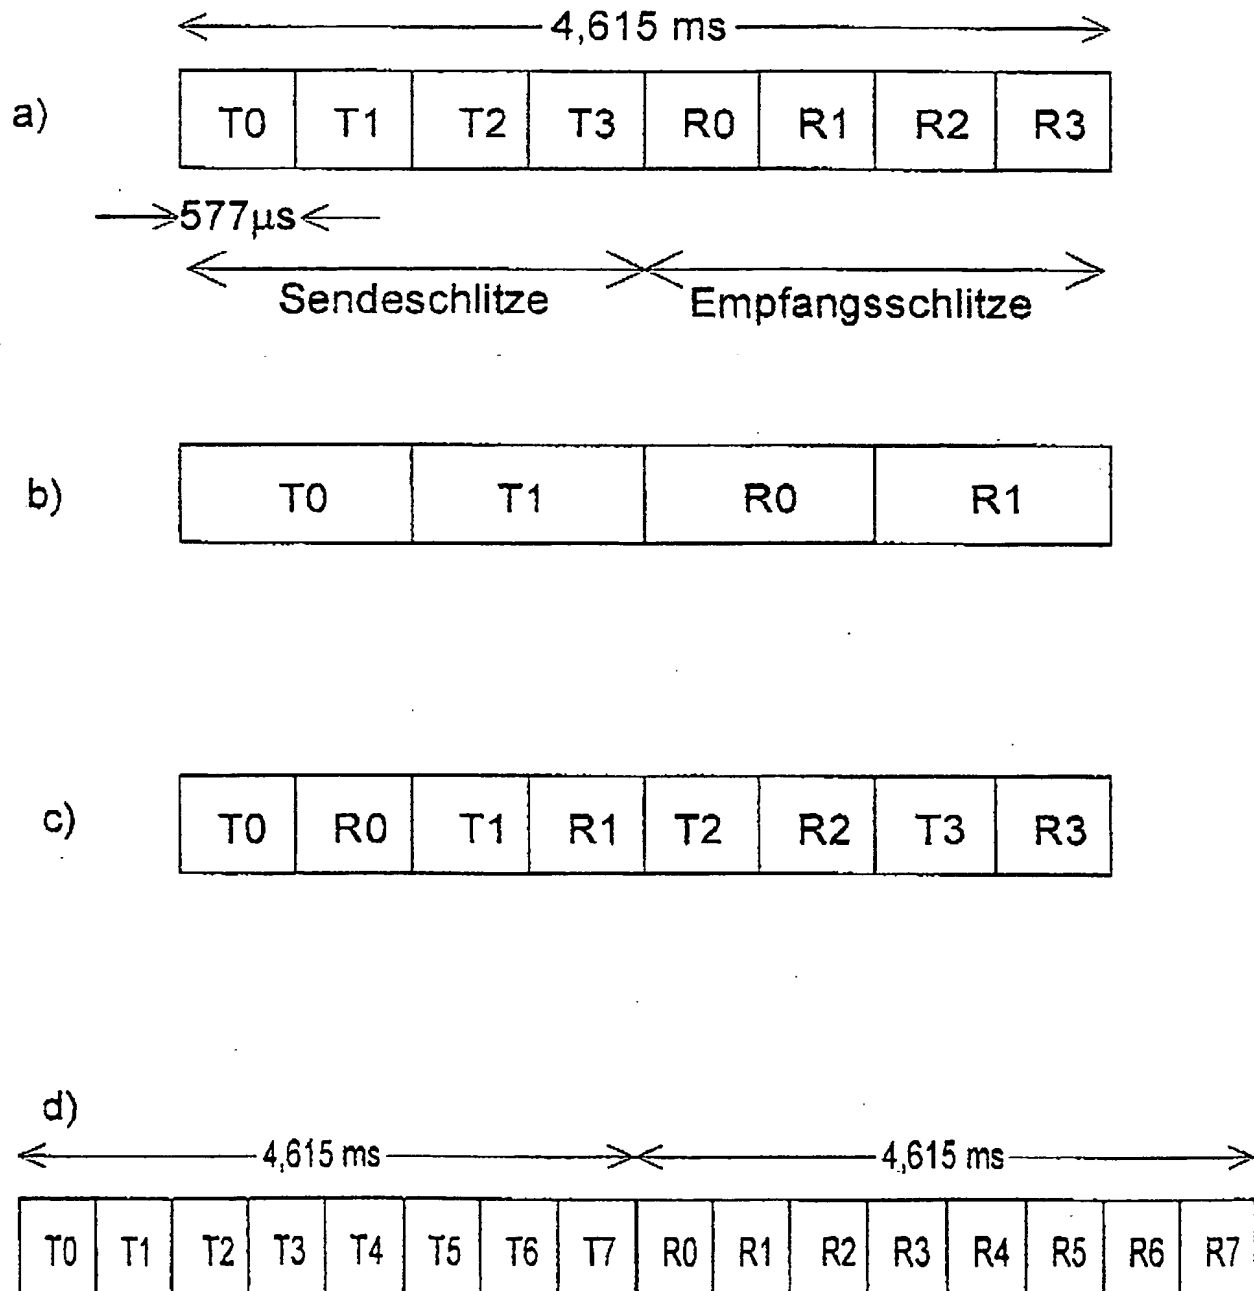 4,615 ms
a)
T0 T1 T2 T3 R0 R1 R2 R3
577µs
Sendeschlitze Empfangsschlitze
b)
T0 T1 R0 R1
c)
T0 R0 T1 R1 T2 R2 T3 R3
d)
4,615 ms 4,615 ms
T0 T1 T2 T3 T4 T5 T6 T7 R0 R1 R2 R3 R4 R5 R6 R7